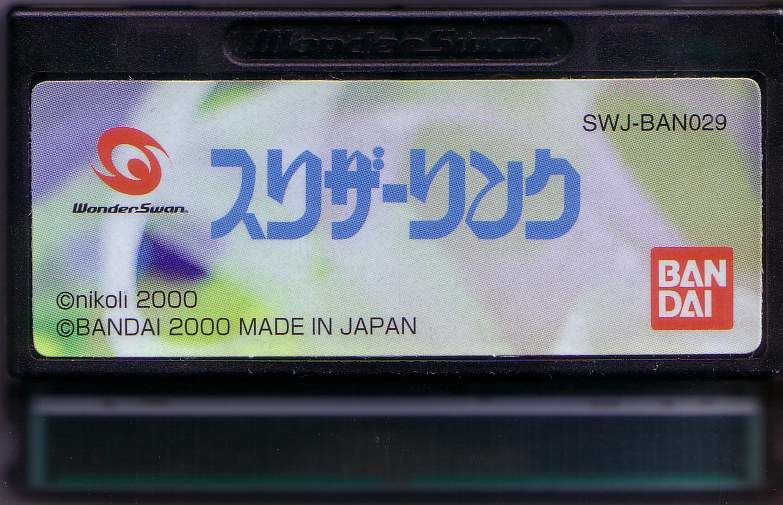 WonderSwan
SWJ-BAN029
スリザーリンク
WonderSwan
©nikoli 2000
©BANDAI 2000 MADE IN JAPAN
BAN
DAI